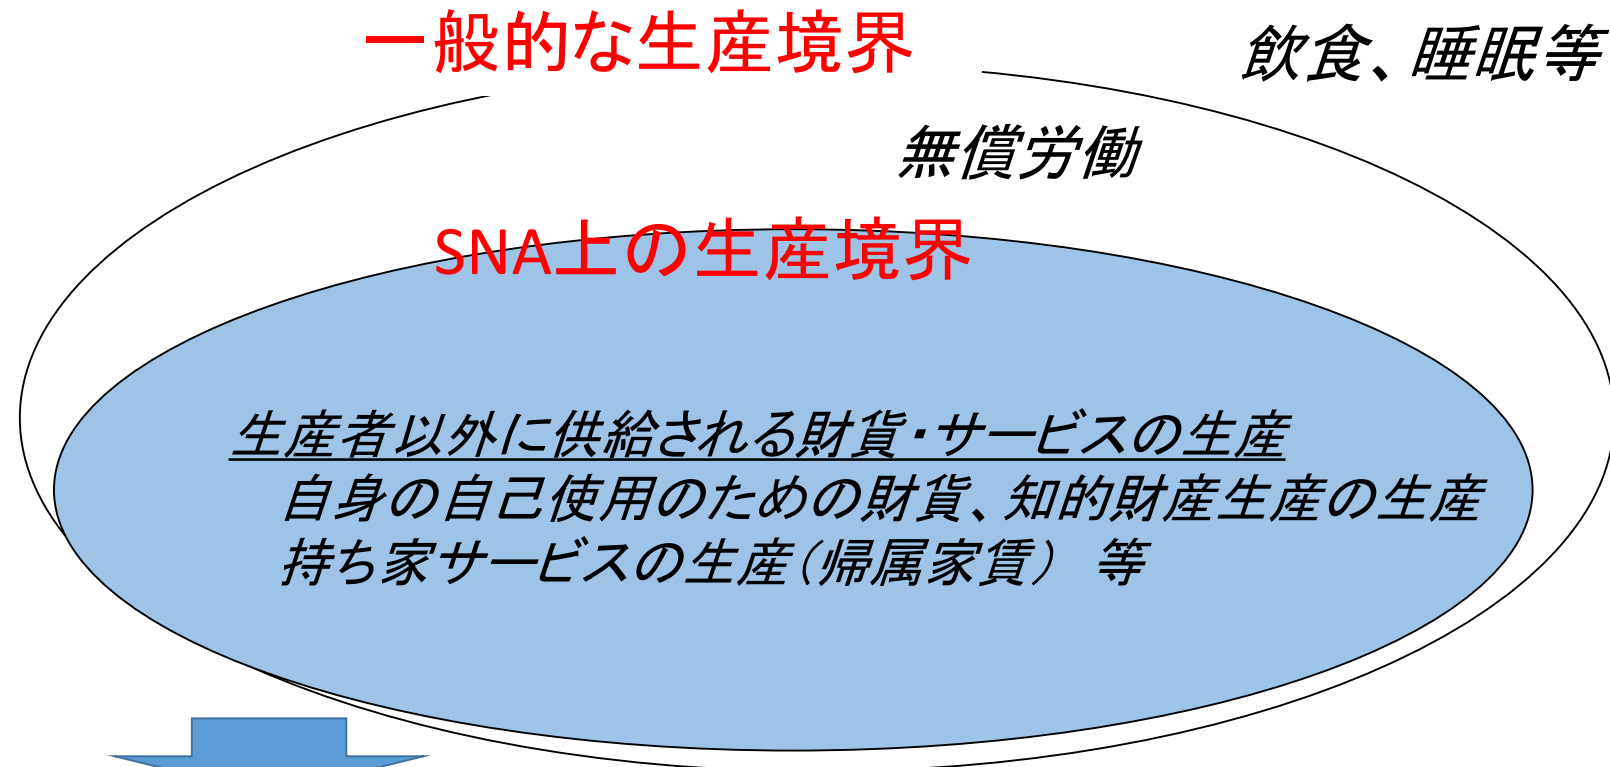 一般的な生産境界
飲食、睡眠等
無償労働
SNA上の生産境界
生産者以外に供給される財貨・サービスの生産
自身の自己使用のための財貨、知的財産生産の生産
持ち家サービスの生産（帰属家賃） 等